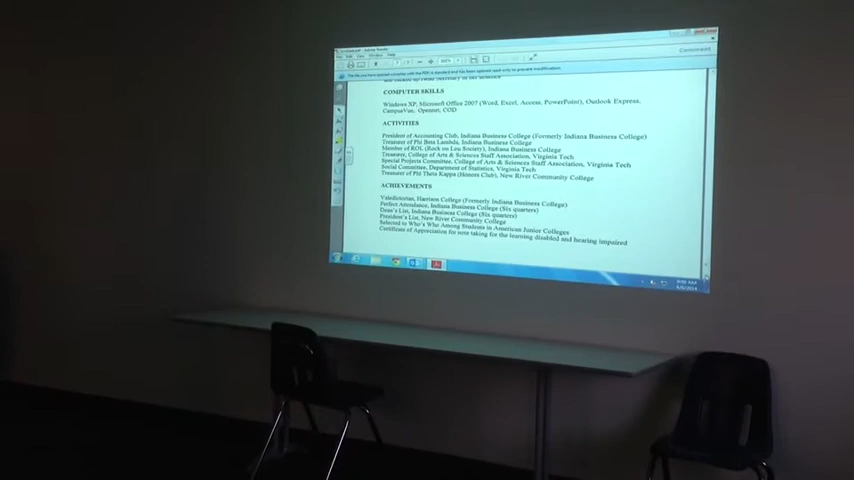 Comment
COMPUTER SKILLS
Windows XP, Microsoft Office 2007 (Word, Excel, Access, PowerPoint), Outlook Express,
CampusVue, Opennet, COD
ACTIVITIES
President of Accounting Club, Indiana Business College (Formerly Indiana Business College)
Treasurer of Phi Beta Lambda, Indiana Business College
Member of ROL (Rock on Lou Society), Indiana Business College
Treasurer, College of Arts & Sciences Staff Association, Virginia Tech
Special Projects Committee, College of Arts & Sciences Staff Association, Virginia Tech
Social Committee, Department of Statistics, Virginia Tech
Treasurer of Phi Theta Kappa (Honors Club), New River Community College
ACHIEVEMENTS
Valedictorian, Harrison College (Formerly Indiana Business College)
Perfect Attendance, Indiana Business College (Six quarters)
Dean's List, Indiana Business College (Six quarters)
President's List, New River Community College
Selected to Who's Who Among Students in American Junior Colleges
Certificate of Appreciation for note taking for the learning disabled and hearing impaired